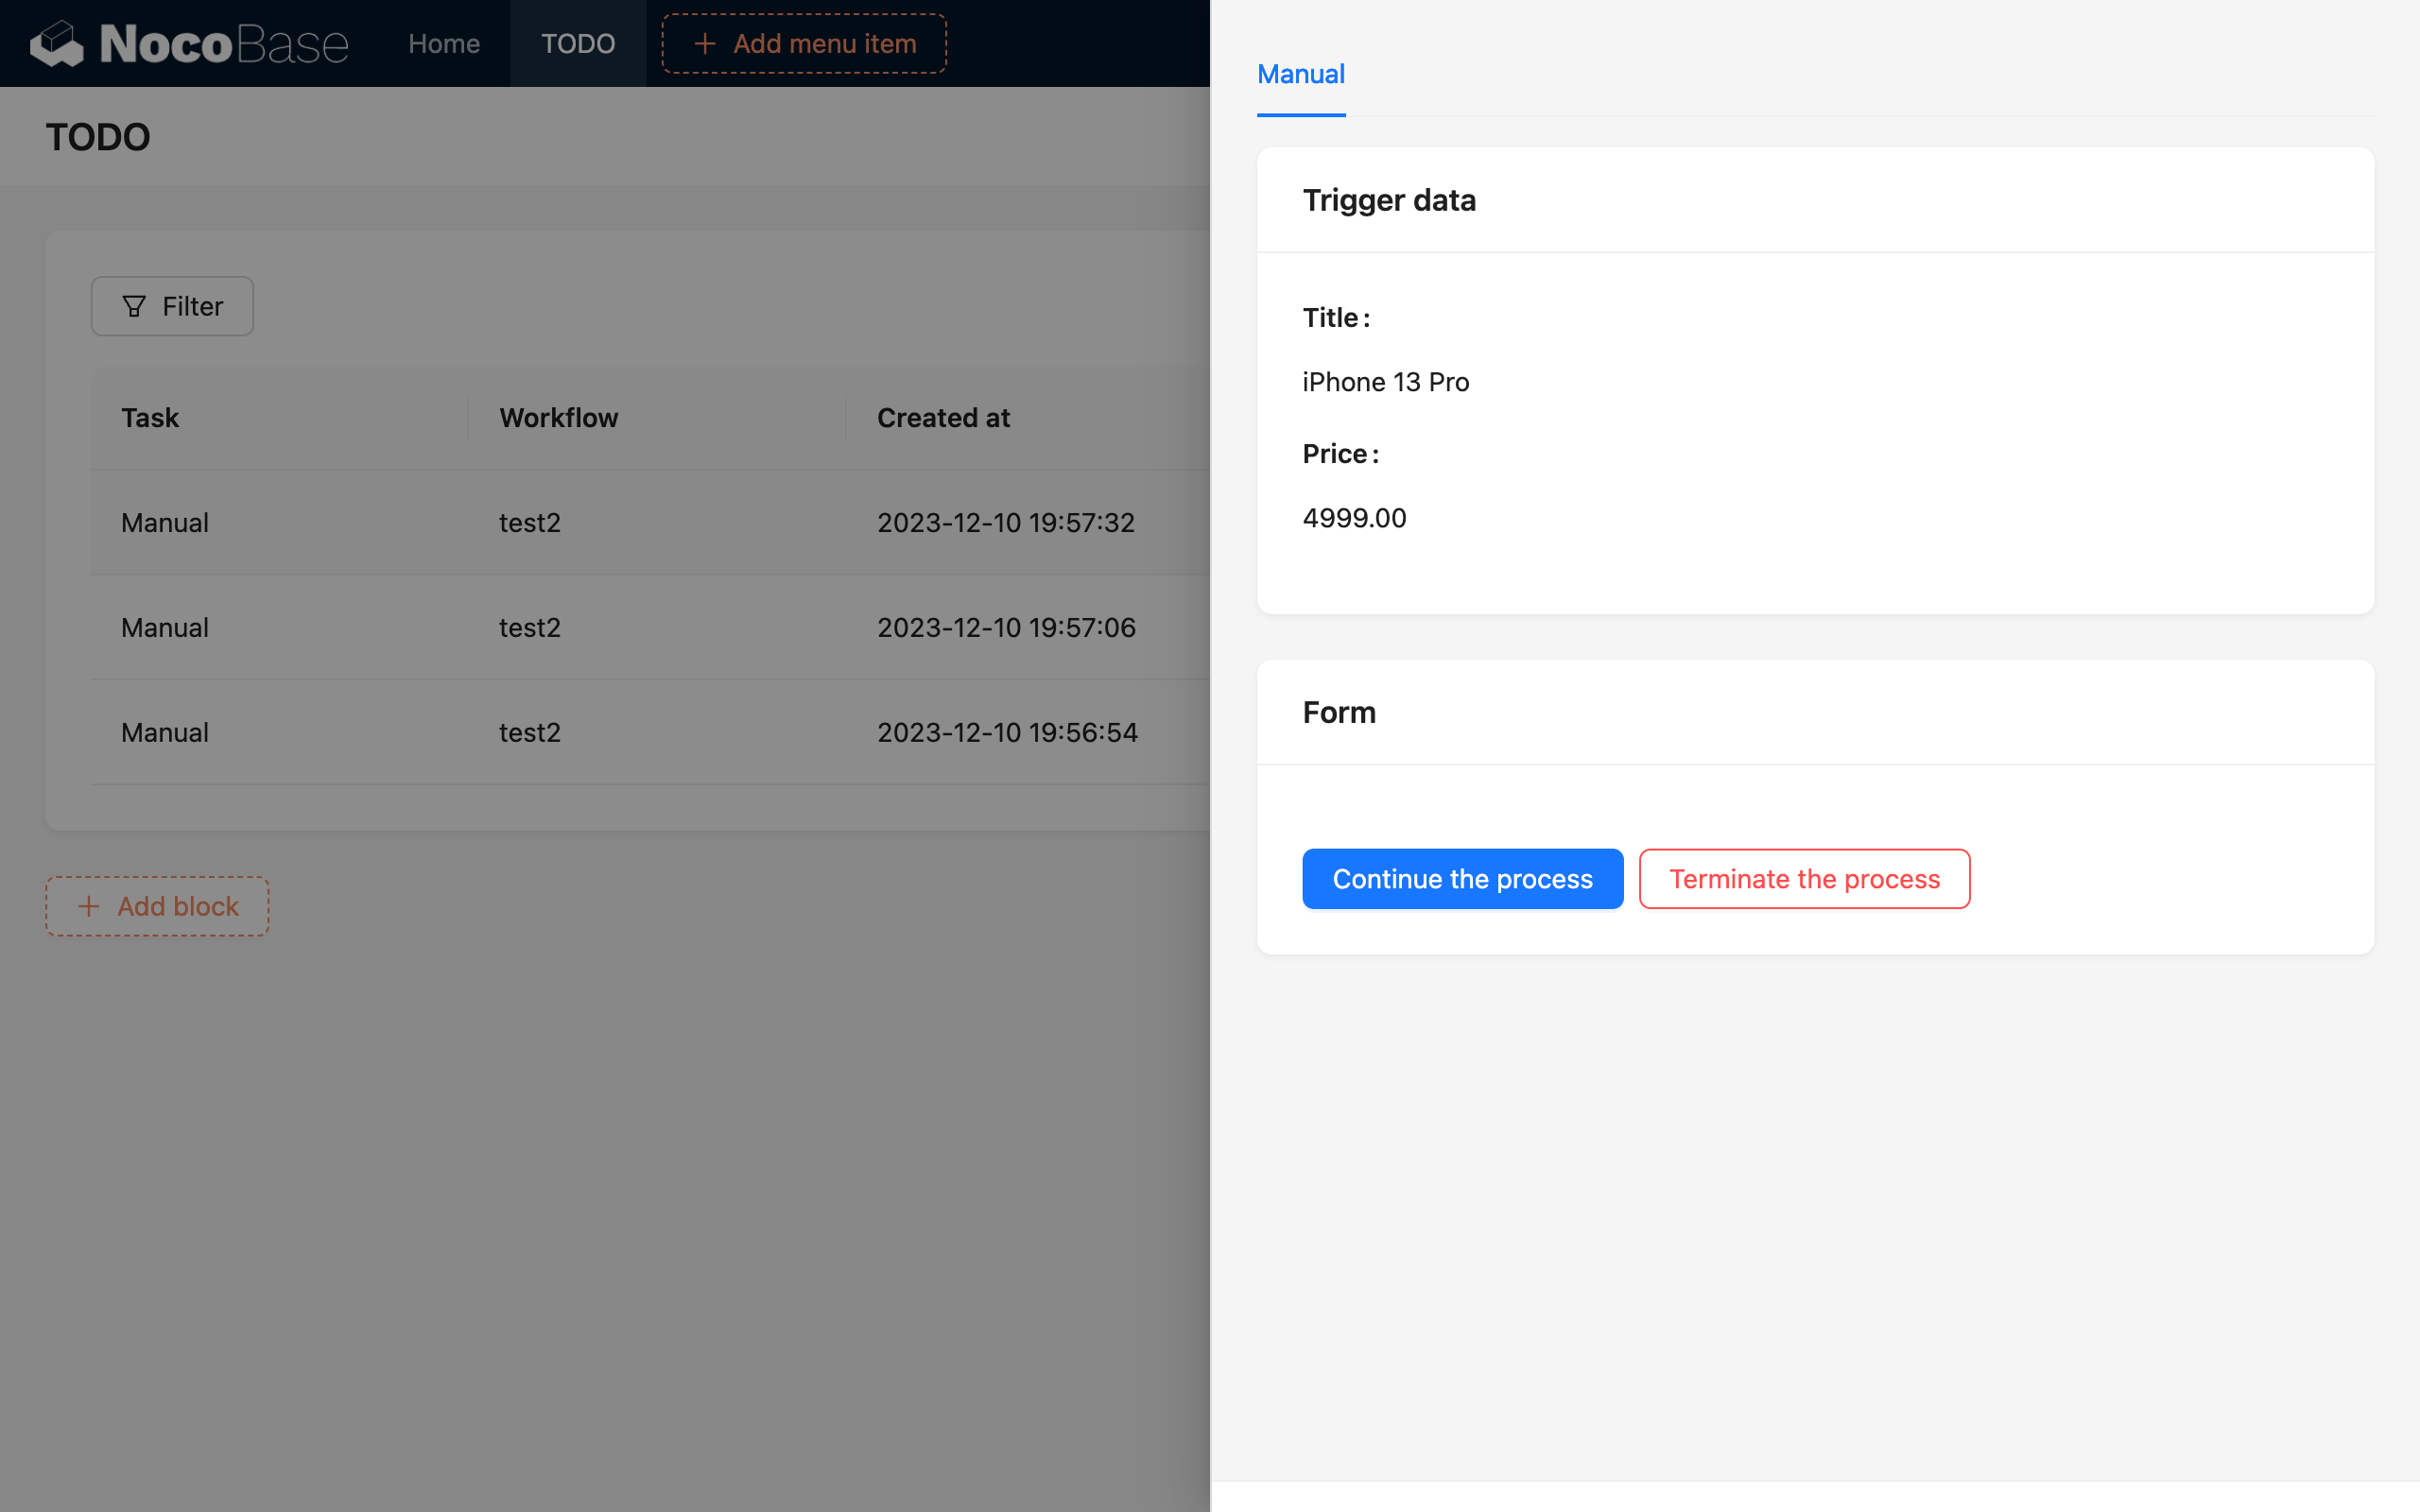 NocoBase Home TODO + Add menu item
TODO
Filter
Task Workflow Created at
Manual test2 2023-12-10 19:57:32
Manual test2 2023-12-10 19:57:06
Manual test2 2023-12-10 19:56:54
+ Add block
Manual
Trigger data
Title:
iPhone 13 Pro
Price:
4999.00
Form
Continue the process Terminate the process